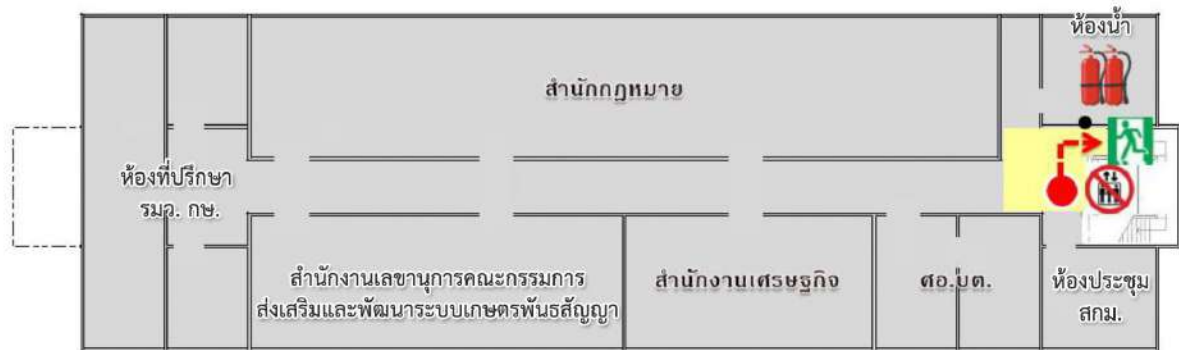 ห้องน้ำ
สำนักกฎหมาย
ห้องที่ปรึกษา
รมว. กษ.
สำนักงานเลขานุการคณะกรรมการ
ส่งเสริมและพัฒนาระบบเกษตรพันธสัญญา
สำนักงานเศรษฐกิจ
ศอ.บต.
ห้องประชุม
สกม.